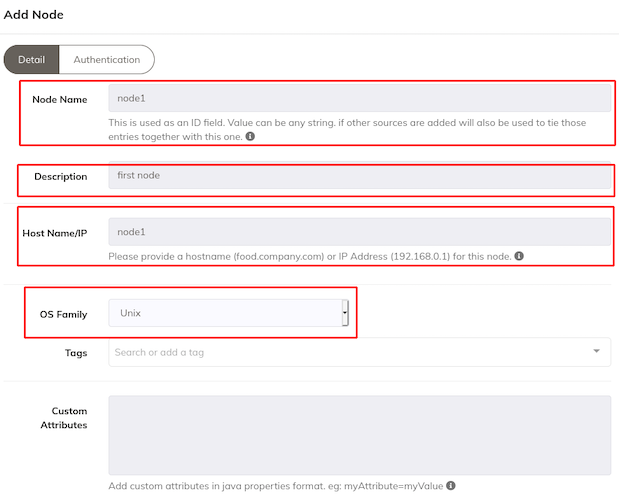 Add Node
Detail Authentication
Node Name node1
This is used as an ID field. Value can be any string. if other sources are added will also be used to tie those
entries together with this one.
Description first node
Host Name/IP node1
Please provide a hostname (food.company.com) or IP Address (192.168.0.1) for this node.
OS Family Unix
Tags Search or add a tag
Custom
Attributes
Add custom attributes in java properties format. eg: myAttribute=myValue